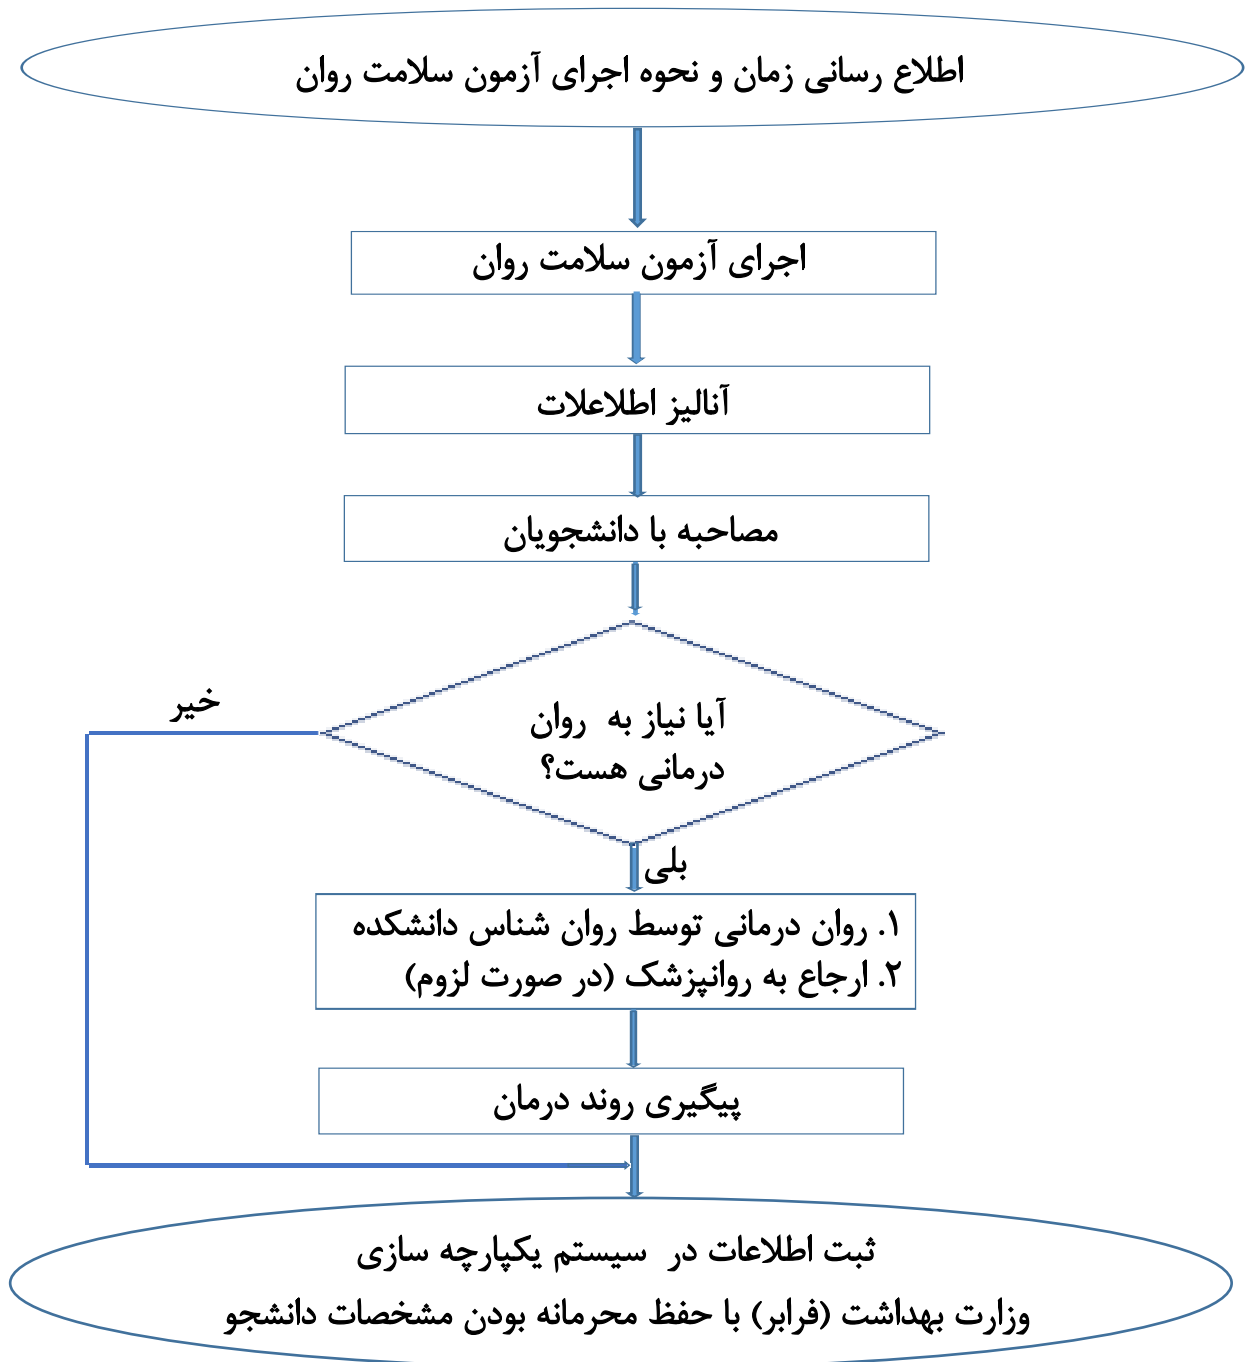 اطلاع رسانی زمان و نحوه اجرای آزمون سلامت روان
اجرای آزمون سلامت روان
آنالیز اطلاعلات
مصاحبه با دانشجویان
آیا نیاز به روان
درمانی هست؟
خیر
بلی
۱. روان درمانی توسط روان شناس دانشکده
۲. ارجاع به روانپزشک (در صورت لزوم)
پیگیری روند درمان
ثبت اطلاعات در سیستم یکپارچه سازی
وزارت بهداشت (فرابر) با حفظ محرمانه بودن مشخصات دانشجو